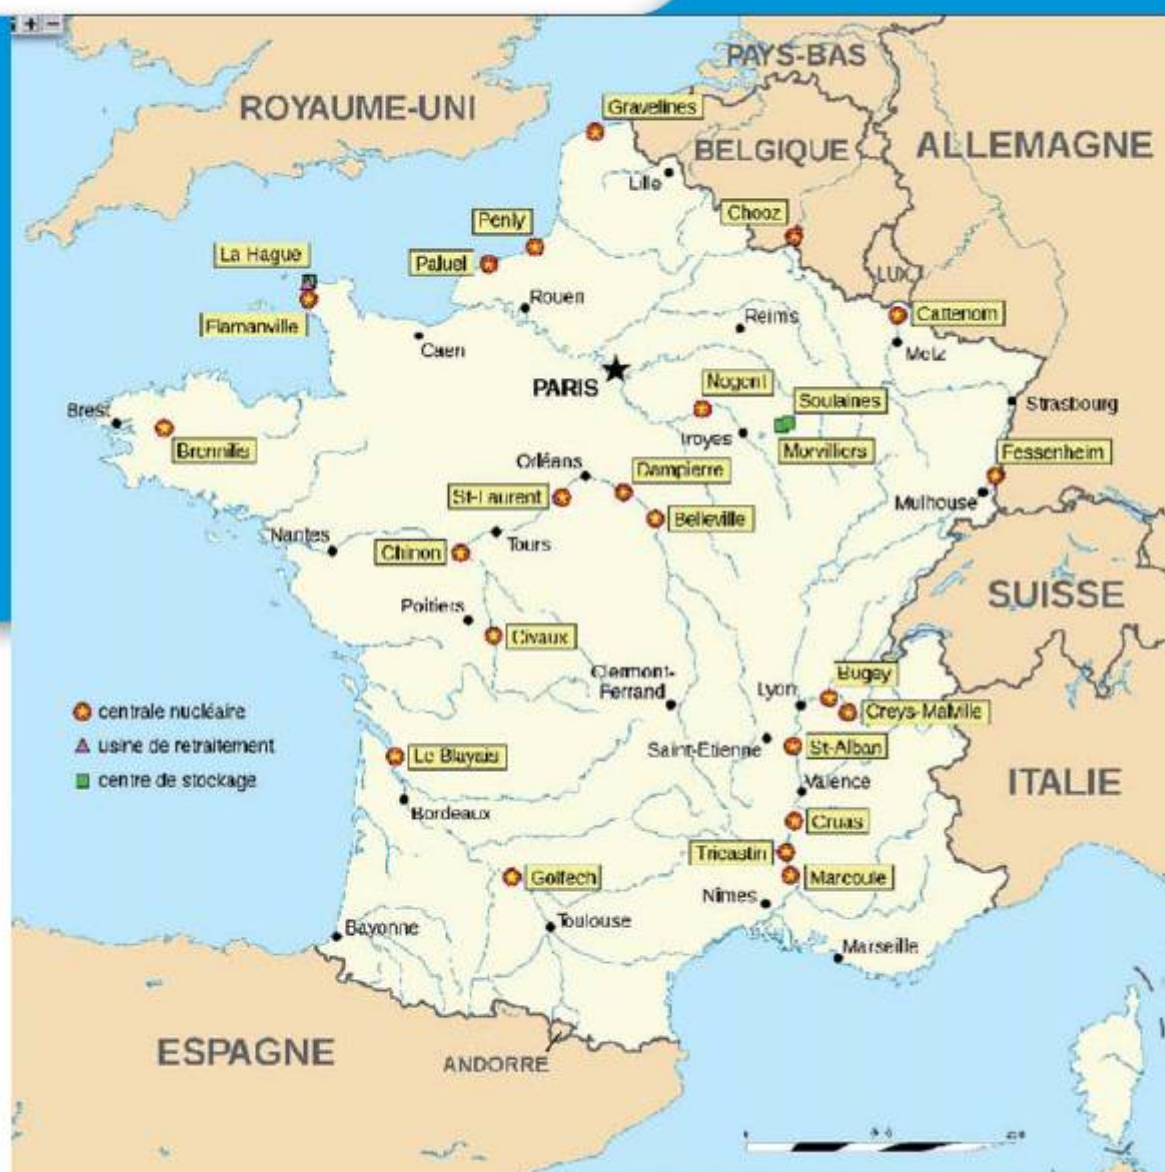 PAYS-BAS
ROYAUME-UNI
Gravelines
BELGIQUE
ALLEMAGNE
Lille
Penly
Chooz
La Hague
Paluel
LUX
Rouen
Flamanville
Reims
Cattenom
Caen
Metz
PARIS
Nogent
Soulaines
Brest
Strasbourg
Troyes
Morvilliers
Brennilis
Fessenheim
Orléans
Dampierre
St-Laurent
Mulhouse
Belleville
Nantes
Tours
Chinon
SUISSE
Poitiers
Civaux
Clermont-
Ferrand
Bugey
Lyon
centrale nucléaire
Creys-Malville
usine de retraitement
Saint-Etienne
St-Alban
Le Blayais
centre de stockage
Valence
ITALIE
Bordeaux
Cruas
Tricastin
Golfech
Marcoule
Nîmes
Toulouse
Bayonne
Marseille
ESPAGNE
ANDORRE